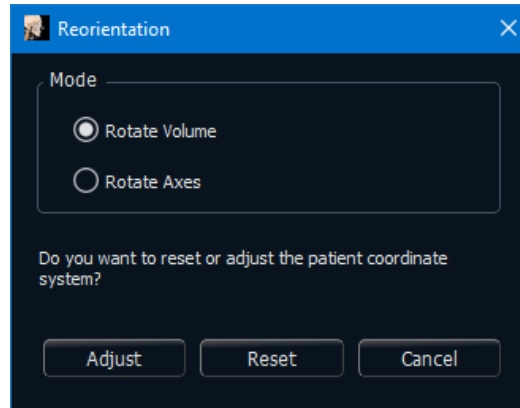 Reorientation
Mode
Rotate Volume
Rotate Axes
Do you want to reset or adjust the patient coordinate
system?
Adjust Reset Cancel